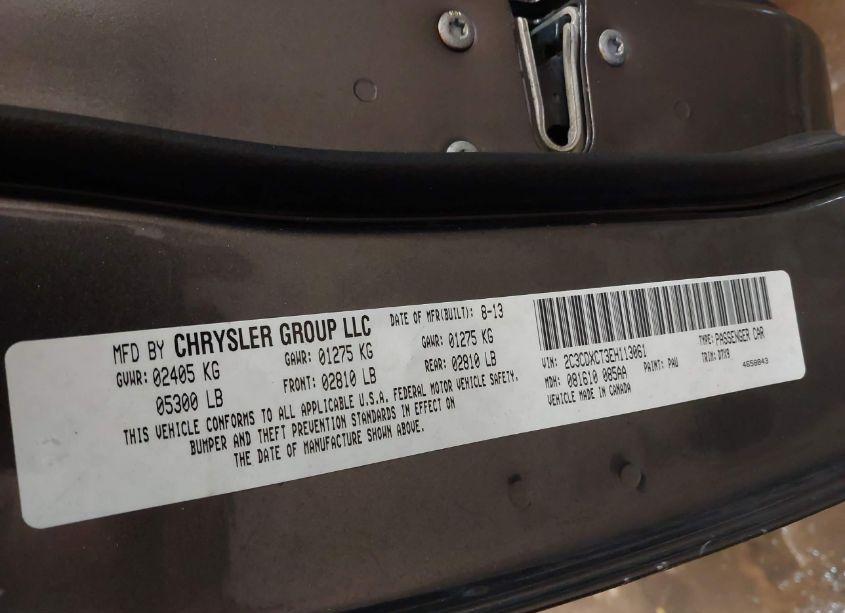 MFD BY CHRYSLER GROUP LLC DATE OF MFR(BUILT): 8-13
GVWR: 02405 KG GAWR: 01275 KG GAWR: 01275 KG
05300 LB FRONT: 02810 LB REAR: 02810 LB
THIS VEHICLE CONFORMS TO ALL APPLICABLE U.S.A. FEDERAL MOTOR VEHICLE SAFETY,
BUMPER AND THEFT PREVENTION STANDARDS IN EFFECT ON
THE DATE OF MANUFACTURE SHOWN ABOVE.
VIN: 2C3CDXCT3EH113061 TYPE: PASSENGER CAR
MDH: 081610 085AA PAINT: PAU TRIM: D7X9
VEHICLE MADE IN CANADA 4658843